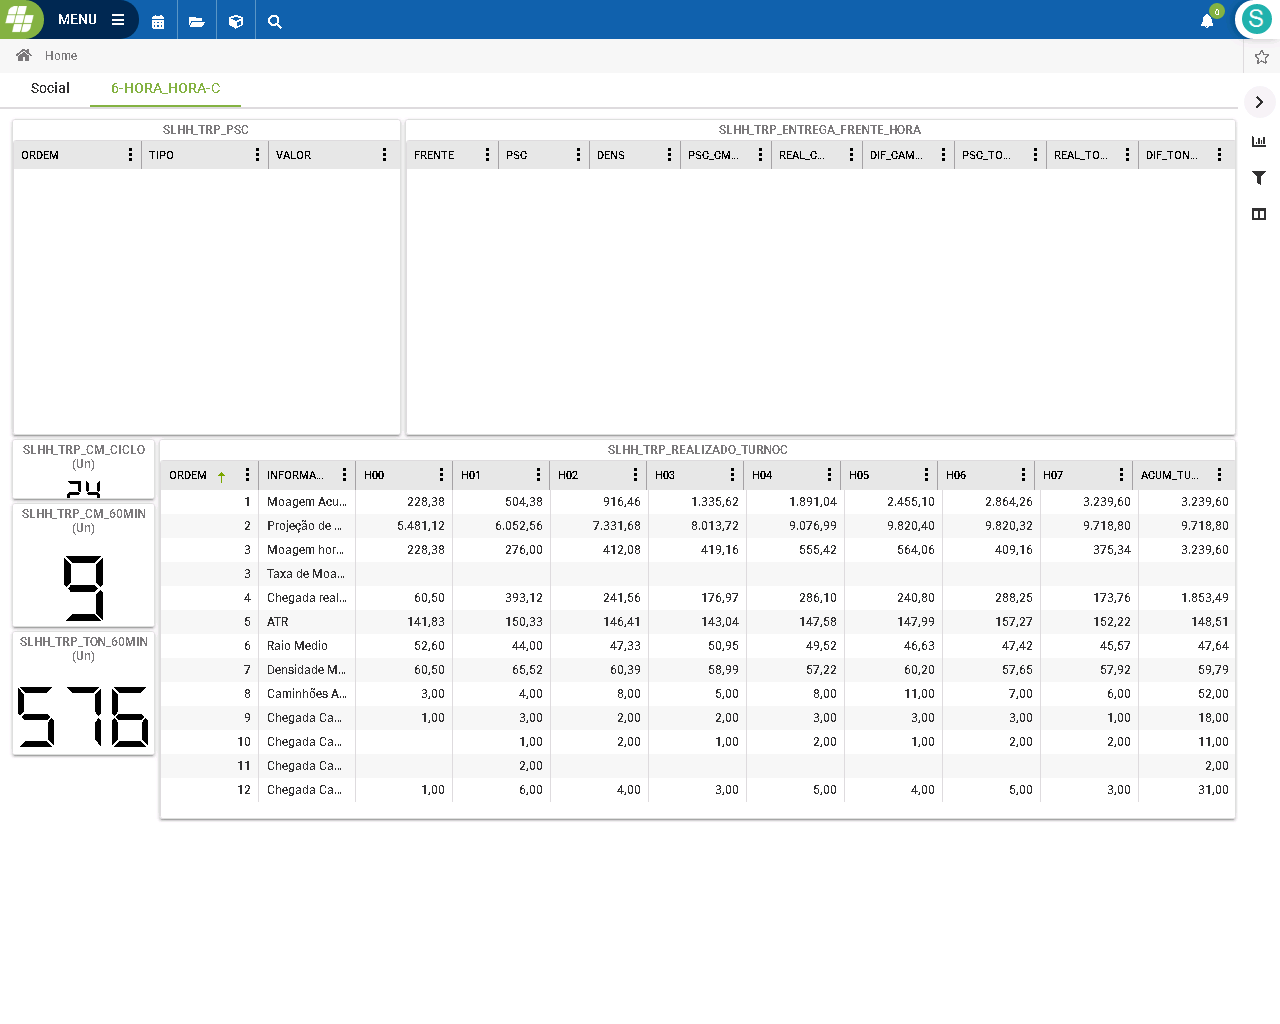 MENU
0
S
Home
Social 6-HORA_HORA-C
SLHH_TRP_PSC
ORDEM TIPO VALOR
SLHH_TRP_ENTREGA_FRENTE_HORA
FRENTE PSC DENS PSC_CM... REAL_C... DIF_CAM... PSC_TO... REAL_TO... DIF_TON...
SLHH_TRP_CM_CICLO
(Un)
24
SLHH_TRP_CM_60MIN
(Un)
9
SLHH_TRP_TON_60MIN
(Un)
576
SLHH_TRP_REALIZADO_TURNOC
ORDEM INFORMA... H00 H01 H02 H03 H04 H05 H06 H07 ACUM_TU...
1 Moagem Acu... 228,38 504,38 916,46 1.335,62 1.891,04 2.455,10 2.864,26 3.239,60 3.239,60
2 Projeção de ... 5.481,12 6.052,56 7.331,68 8.013,72 9.076,99 9.820,40 9.820,32 9.718,80 9.718,80
3 Moagem hor... 228,38 276,00 412,08 419,16 555,42 564,06 409,16 375,34 3.239,60
3 Taxa de Moa...
4 Chegada real... 60,50 393,12 241,56 176,97 286,10 240,80 288,25 173,76 1.853,49
5 ATR 141,83 150,33 146,41 143,04 147,58 147,99 157,27 152,22 148,51
6 Raio Medio 52,60 44,00 47,33 50,95 49,52 46,63 47,42 45,57 47,64
7 Densidade M... 60,50 65,52 60,39 58,99 57,22 60,20 57,65 57,92 59,79
8 Caminhões A... 3,00 4,00 8,00 5,00 8,00 11,00 7,00 6,00 52,00
9 Chegada Ca... 1,00 3,00 2,00 2,00 3,00 3,00 3,00 1,00 18,00
10 Chegada Ca... 1,00 2,00 1,00 2,00 1,00 2,00 2,00 11,00
11 Chegada Ca... 2,00 2,00
12 Chegada Ca... 1,00 6,00 4,00 3,00 5,00 4,00 5,00 3,00 31,00